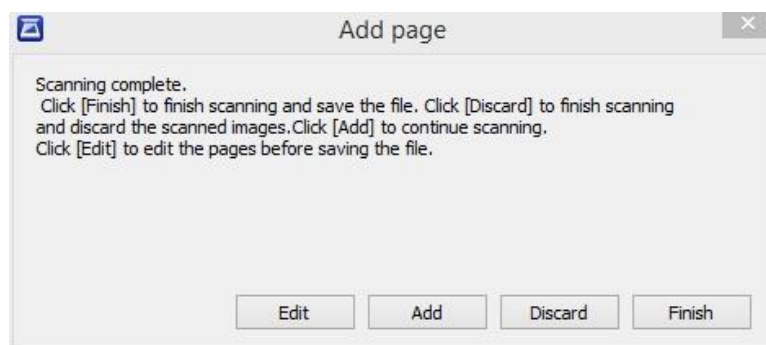 Add page
Scanning complete.
Click [Finish] to finish scanning and save the file. Click [Discard] to finish scanning
and discard the scanned images.Click [Add] to continue scanning.
Click [Edit] to edit the pages before saving the file.
Edit Add Discard Finish